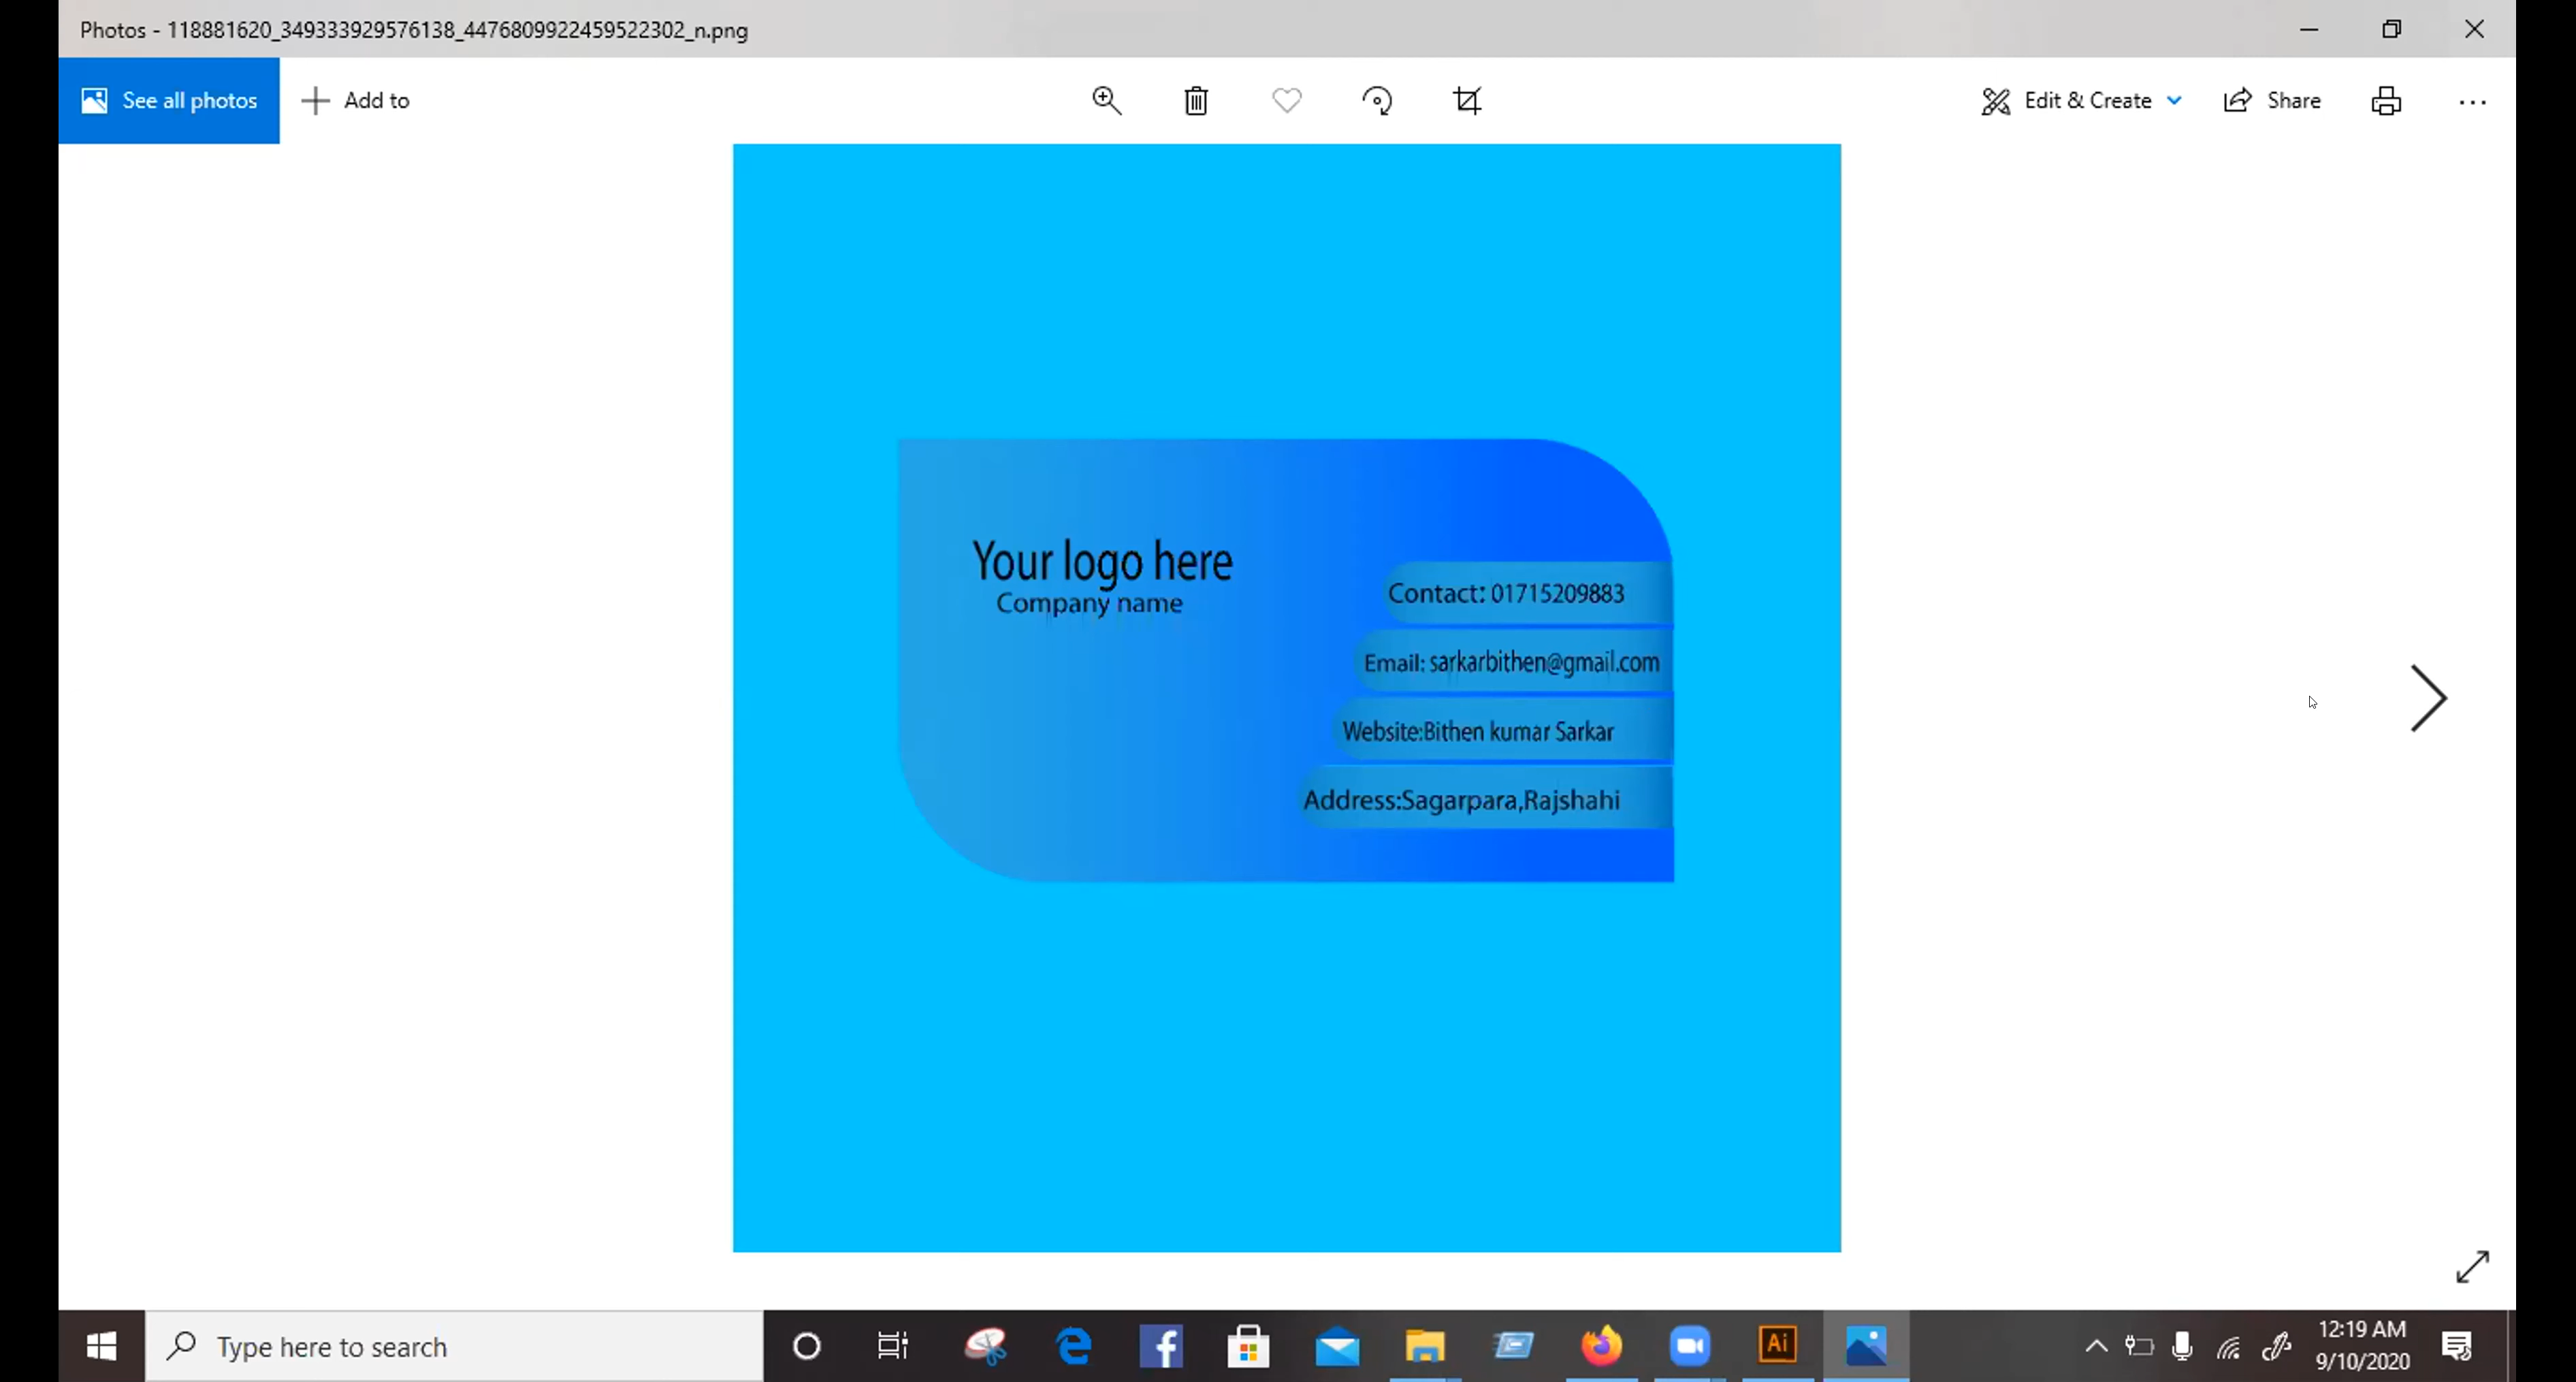 Photos - 118881620_349333929576138_4476809922459522302_n.png
See all photos
Add to
Edit & Create
Share
Your logo here
Company name
Contact: 01715209883
Email: sarkarbithen@gmail.com
Website:Bithen kumar Sarkar
Address:Sagarpara,Rajshahi
Type here to search
Ai
12:19 AM
9/10/2020